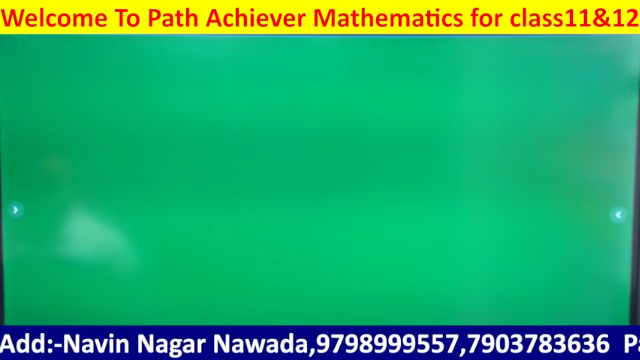 Welcome To Path Achiever Mathematics for class11&12
Add:-Navin Nagar Nawada,9798999557,7903783636 P